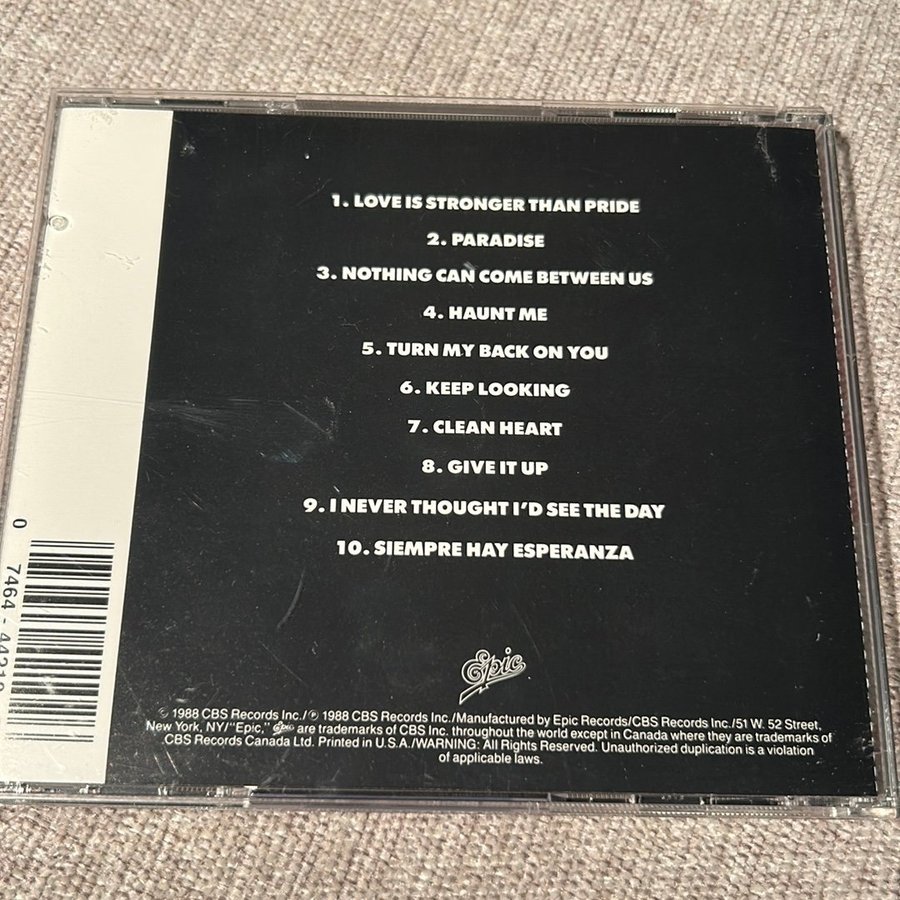 1. LOVE IS STRONGER THAN PRIDE
2. PARADISE
3. NOTHING CAN COME BETWEEN US
4. HAUNT ME
5. TURN MY BACK ON YOU
6. KEEP LOOKING
7. CLEAN HEART
8. GIVE IT UP
9. I NEVER THOUGHT I'D SEE THE DAY
10. SIEMPRE HAY ESPERANZA
Epic
© 1988 CBS Records Inc./℗ 1988 CBS Records Inc./Manufactured by Epic Records/CBS Records Inc./51 W. 52 Street,
New York, NY/"Epic," Epic are trademarks of CBS Inc. throughout the world except in Canada where they are trademarks of
CBS Records Canada Ltd. Printed in U.S.A./WARNING: All Rights Reserved. Unauthorized duplication is a violation
of applicable laws.
0 7464-44210